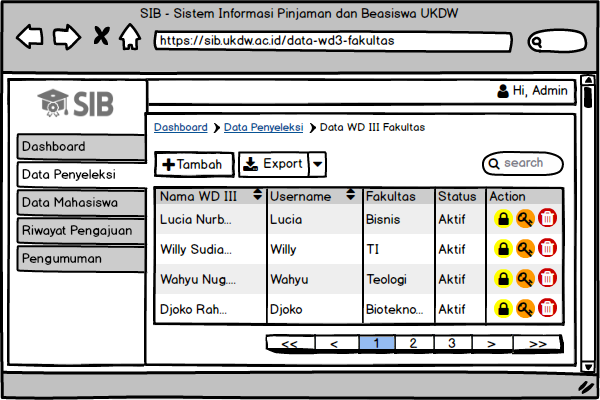 SIB - Sistem Informasi Pinjaman dan Beasiswa UKDW
https://sib.ukdw.ac.id/data-wd3-fakultas
SIB
Hi, Admin
Dashboard
Data Penyeleksi
Data Mahasiswa
Riwayat Pengajuan
Pengumuman
Dashboard Data Penyeleksi Data WD III Fakultas
Tambah Export search
Nama WD III Username Fakultas Status Action
Lucia Nurb... Lucia Bisnis Aktif
Willy Sudia... Willy TI Aktif
Wahyu Nug.... Wahyu Teologi Aktif
Djoko Rah... Djoko Biotekno... Aktif
<< < 1 2 3 > >>